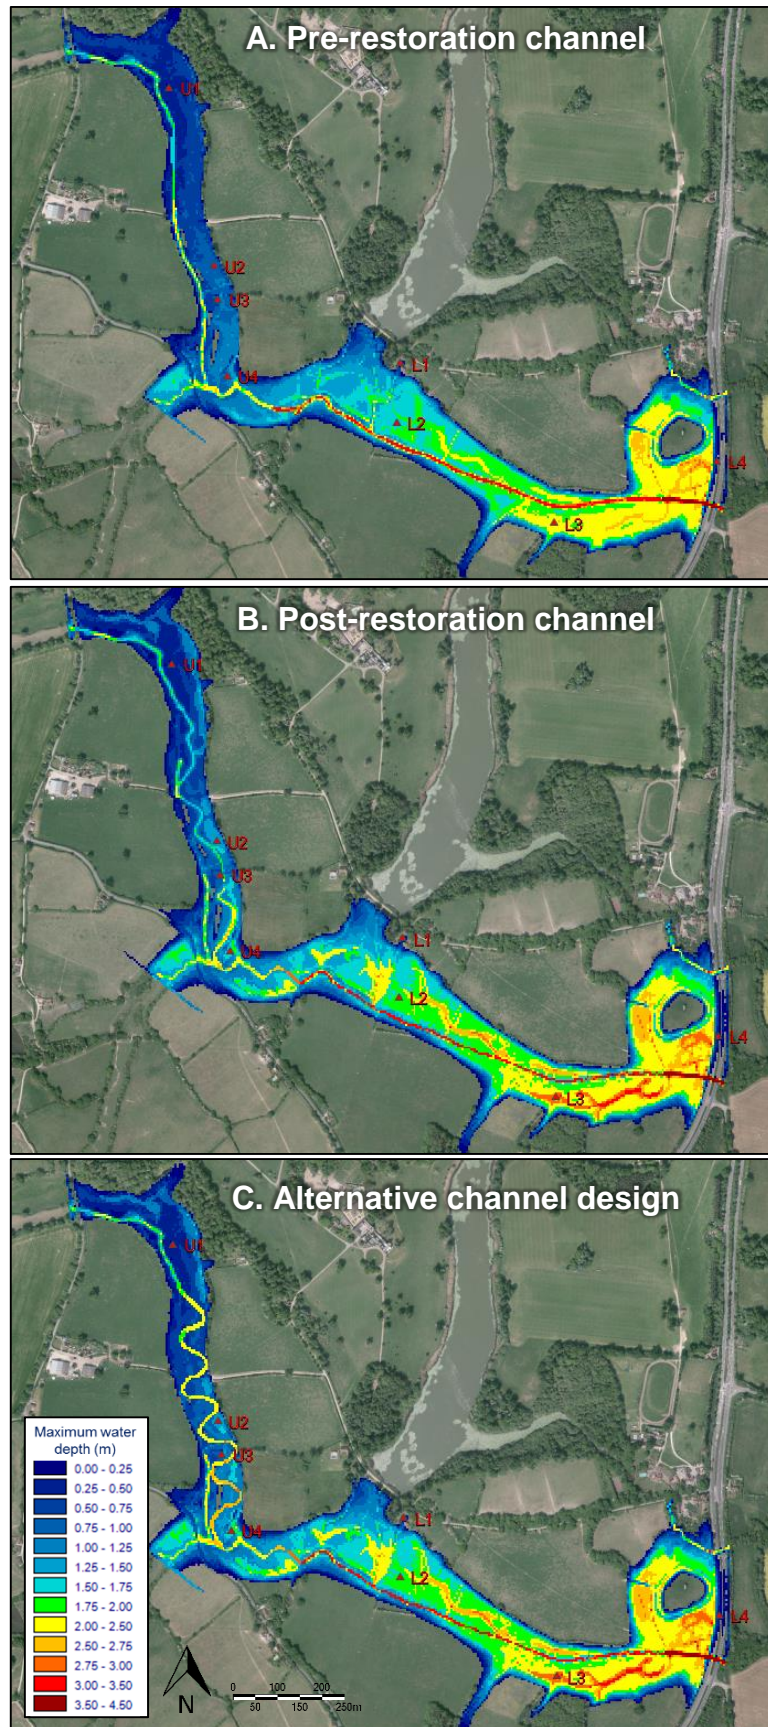 A. Pre-restoration channel
U1
U2
U3
U4
L1
L2
L3
L4
B. Post-restoration channel
U1
U2
U3
U4
L1
L2
L3
L4
C. Alternative channel design
U1
U2
U3
U4
L1
L2
L3
L4
Maximum water
depth (m)
0.00 - 0.25
0.25 - 0.50
0.50 - 0.75
0.75 - 1.00
1.00 - 1.25
1.25 - 1.50
1.50 - 1.75
1.75 - 2.00
2.00 - 2.50
2.50 - 2.75
2.75 - 3.00
3.00 - 3.50
3.50 - 4.50
N
0 100 200
50 150 250m